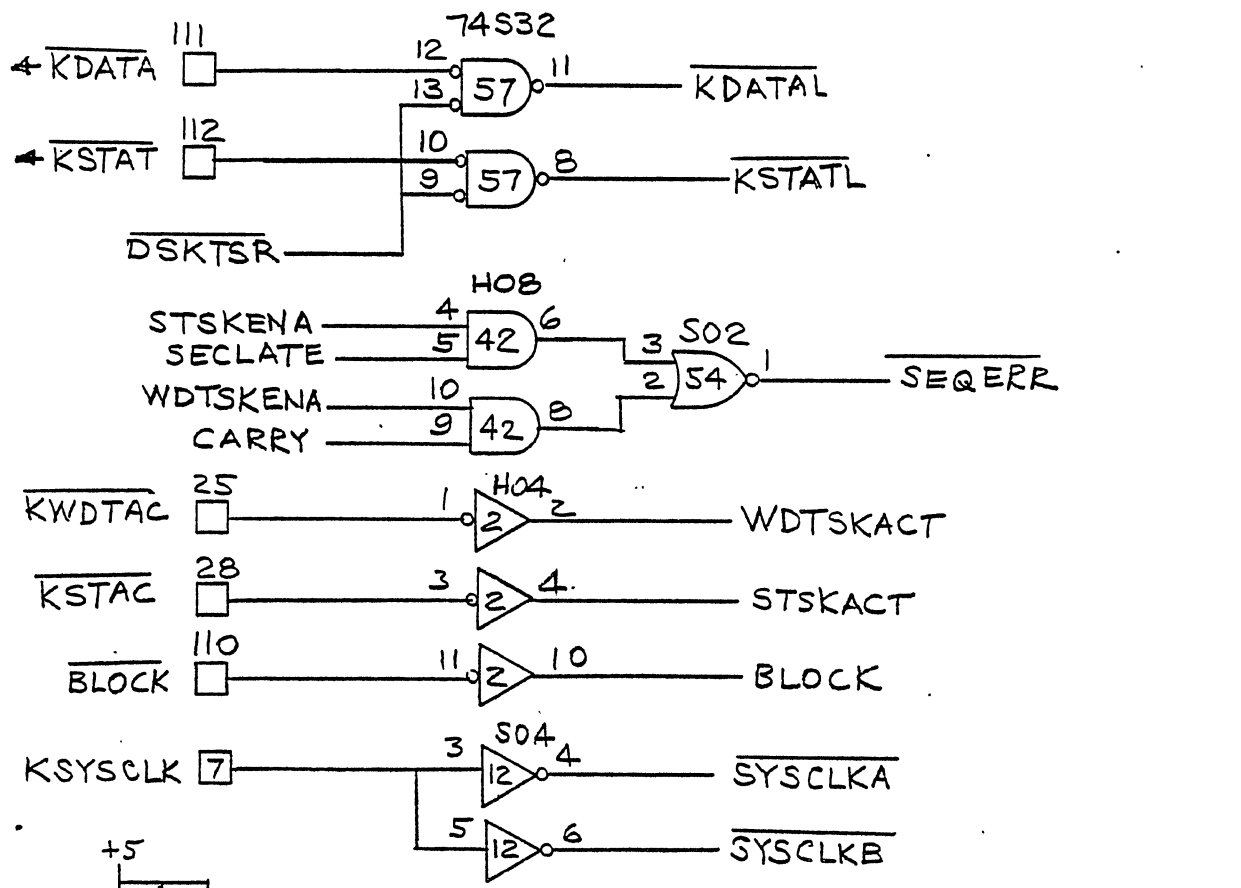 74S32
111
KDATA 12 57 11 KDATAL
13
112
KSTAT 10 57 8 KSTATL
9
DSKTSR
H08
STSKENA 4 42 6
SECLATE 5
S02
3 54 1 SEQERR
2
WDTSKENA 10 42 8
CARRY 9
H04
25
KWDTAC 1 2 2 WDTSKACT
28
KSTAC 3 2 4 STSKACT
110
BLOCK 11 2 10 BLOCK
S04
KSYSCLK 7 3 12 4 SYSCLKA
5 12 6 SYSCLKB
+5